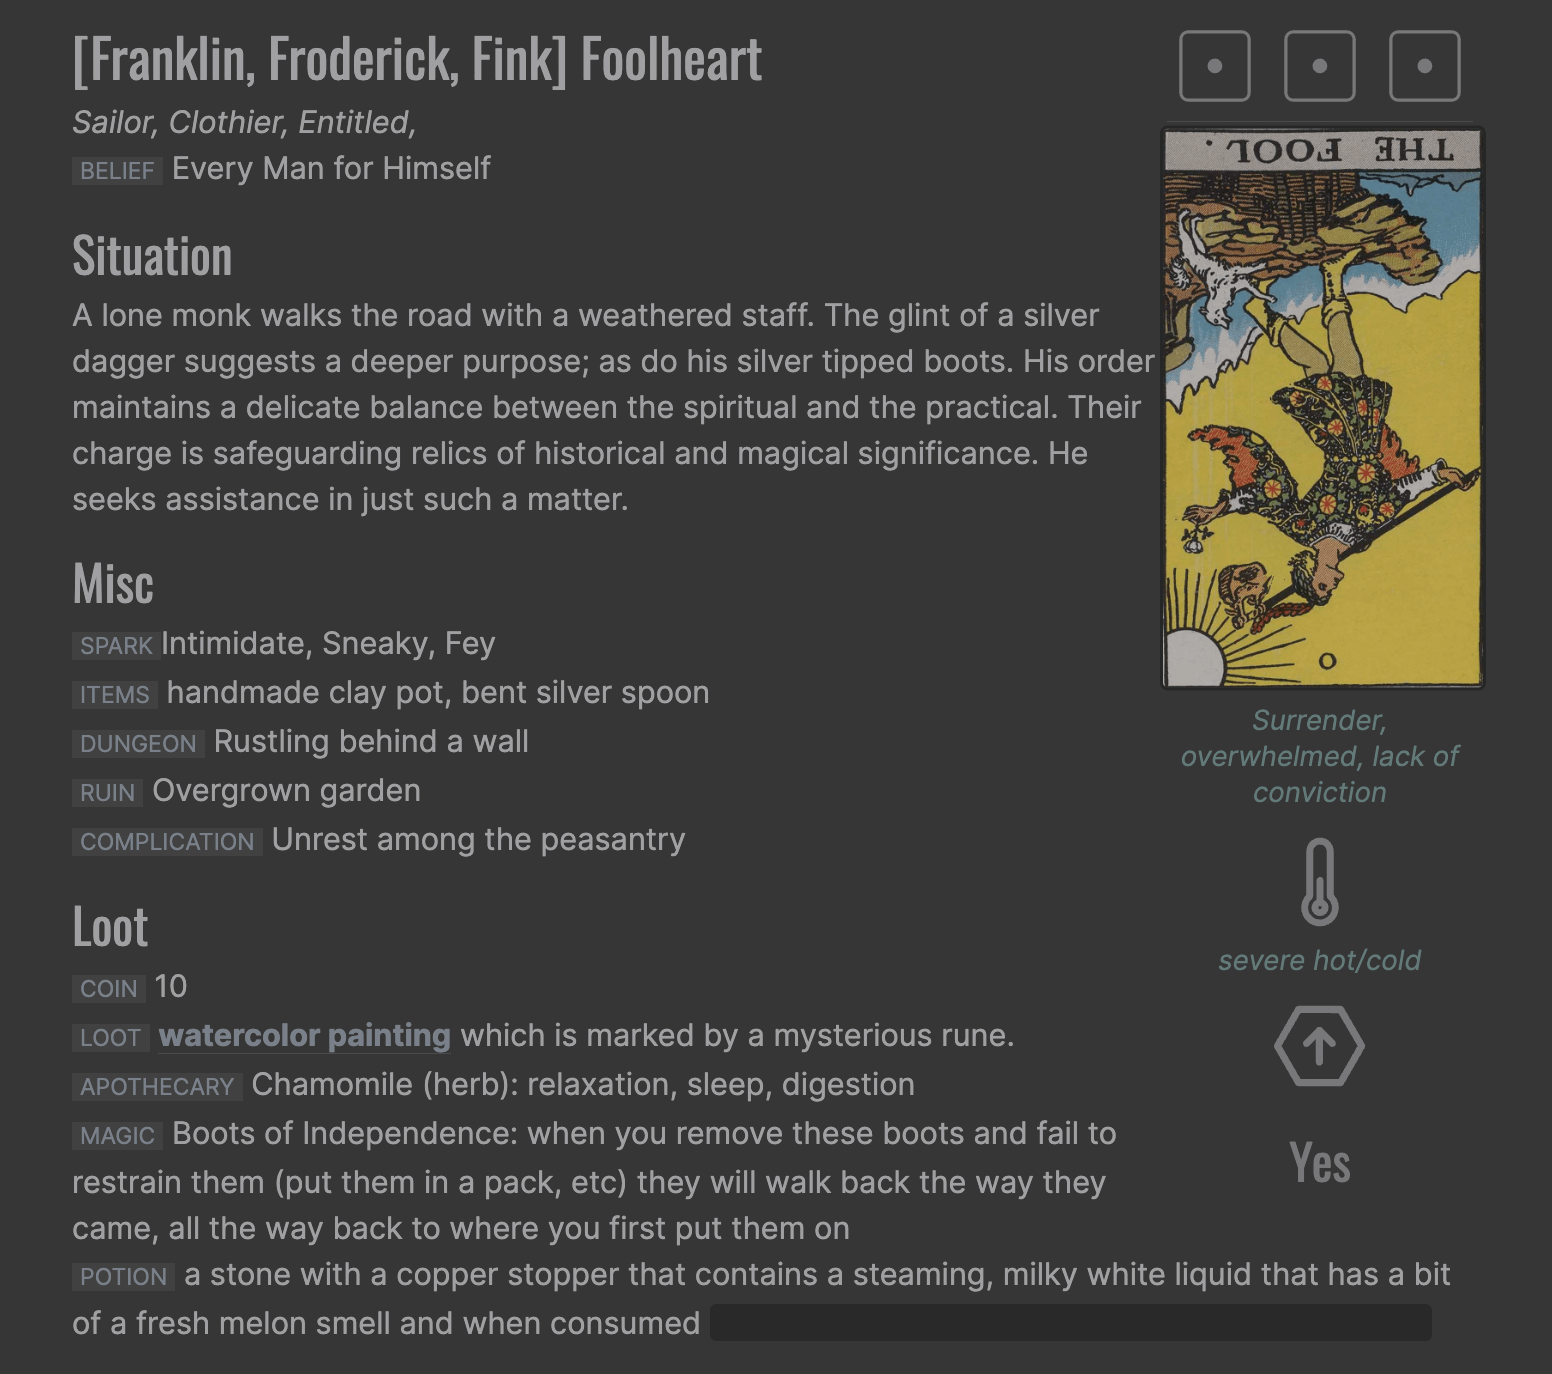 [Franklin, Froderick, Fink] Foolheart
Sailor, Clothier, Entitled,
BELIEF Every Man for Himself
Situation
A lone monk walks the road with a weathered staff. The glint of a silver
dagger suggests a deeper purpose; as do his silver tipped boots. His order
maintains a delicate balance between the spiritual and the practical. Their
charge is safeguarding relics of historical and magical significance. He
seeks assistance in just such a matter.
Misc
SPARK Intimidate, Sneaky, Fey
ITEMS handmade clay pot, bent silver spoon
DUNGEON Rustling behind a wall
RUIN Overgrown garden
COMPLICATION Unrest among the peasantry
Loot
COIN 10
LOOT watercolor painting which is marked by a mysterious rune.
APOTHECARY Chamomile (herb): relaxation, sleep, digestion
MAGIC Boots of Independence: when you remove these boots and fail to
restrain them (put them in a pack, etc) they will walk back the way they
came, all the way back to where you first put them on
POTION a stone with a copper stopper that contains a steaming, milky white liquid that has a bit
of a fresh melon smell and when consumed
THE FOOL.
0
Surrender,
overwhelmed, lack of
conviction
severe hot/cold
Yes